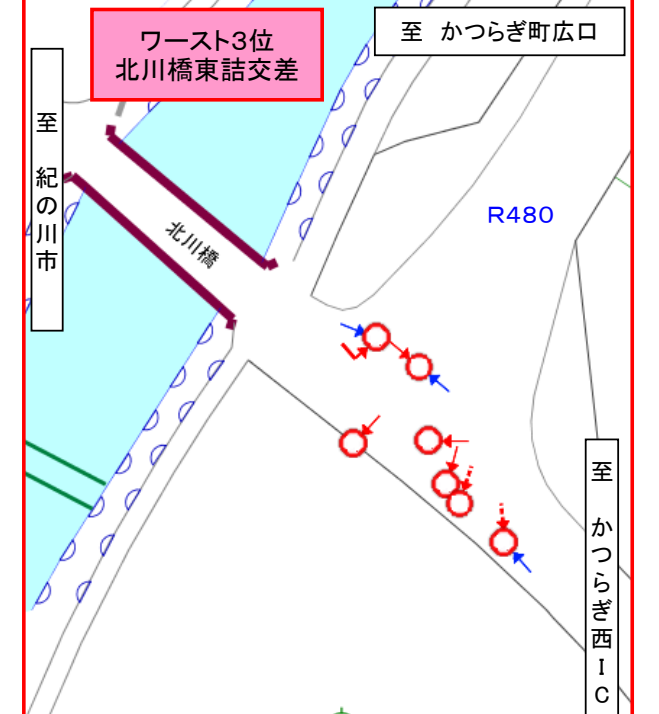 ワースト3位
北川橋東詰交差
至 かつらぎ町広口
至 紀の川市
北川橋
R480
至 かつらぎ西IC